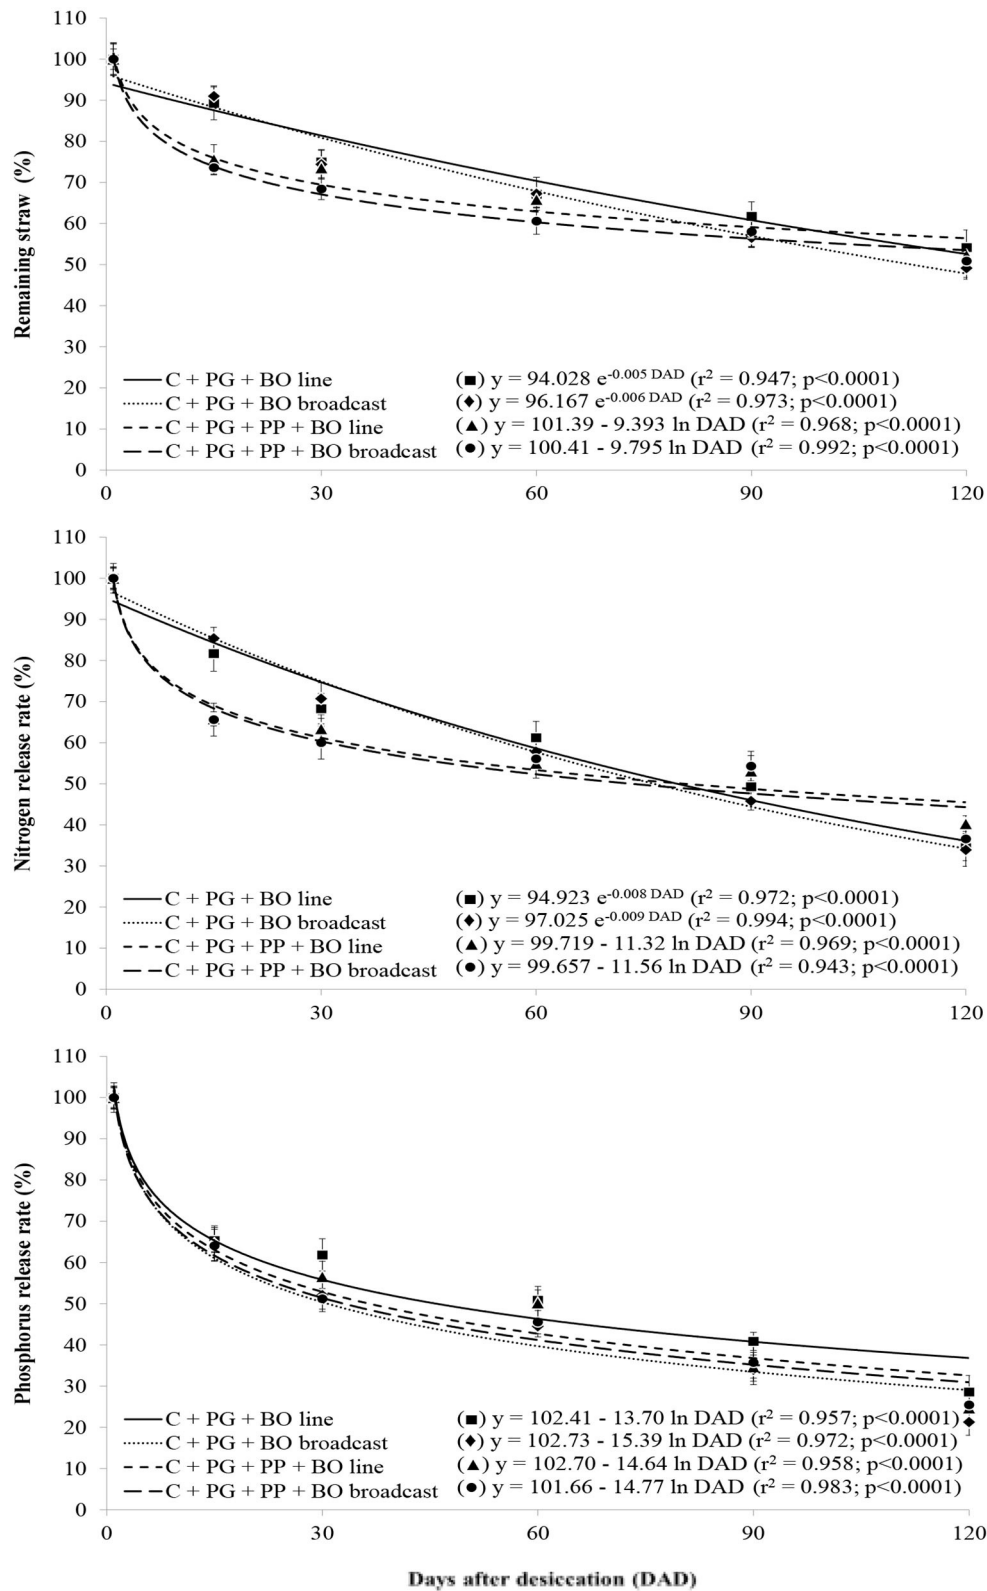 110
100
90
80
70
60
50
40
30
20
10
0
Remaining straw (%)
C + PG + BO line (■) y = 94.028 e^-0.005 DAD (r² = 0.947; p<0.0001)
C + PG + BO broadcast (◆) y = 96.167 e^-0.006 DAD (r² = 0.973; p<0.0001)
C + PG + PP + BO line (▲) y = 101.39 - 9.393 ln DAD (r² = 0.968; p<0.0001)
C + PG + PP + BO broadcast (●) y = 100.41 - 9.795 ln DAD (r² = 0.992; p<0.0001)
0 30 60 90 120
110
100
90
80
70
60
50
40
30
20
10
0
Nitrogen release rate (%)
C + PG + BO line (■) y = 94.923 e^-0.008 DAD (r² = 0.972; p<0.0001)
C + PG + BO broadcast (◆) y = 97.025 e^-0.009 DAD (r² = 0.994; p<0.0001)
C + PG + PP + BO line (▲) y = 99.719 - 11.32 ln DAD (r² = 0.969; p<0.0001)
C + PG + PP + BO broadcast (●) y = 99.657 - 11.56 ln DAD (r² = 0.943; p<0.0001)
0 30 60 90 120
110
100
90
80
70
60
50
40
30
20
10
0
Phosphorus release rate (%)
C + PG + BO line (■) y = 102.41 - 13.70 ln DAD (r² = 0.957; p<0.0001)
C + PG + BO broadcast (◆) y = 102.73 - 15.39 ln DAD (r² = 0.972; p<0.0001)
C + PG + PP + BO line (▲) y = 102.70 - 14.64 ln DAD (r² = 0.958; p<0.0001)
C + PG + PP + BO broadcast (●) y = 101.66 - 14.77 ln DAD (r² = 0.983; p<0.0001)
0 30 60 90 120
Days after desiccation (DAD)